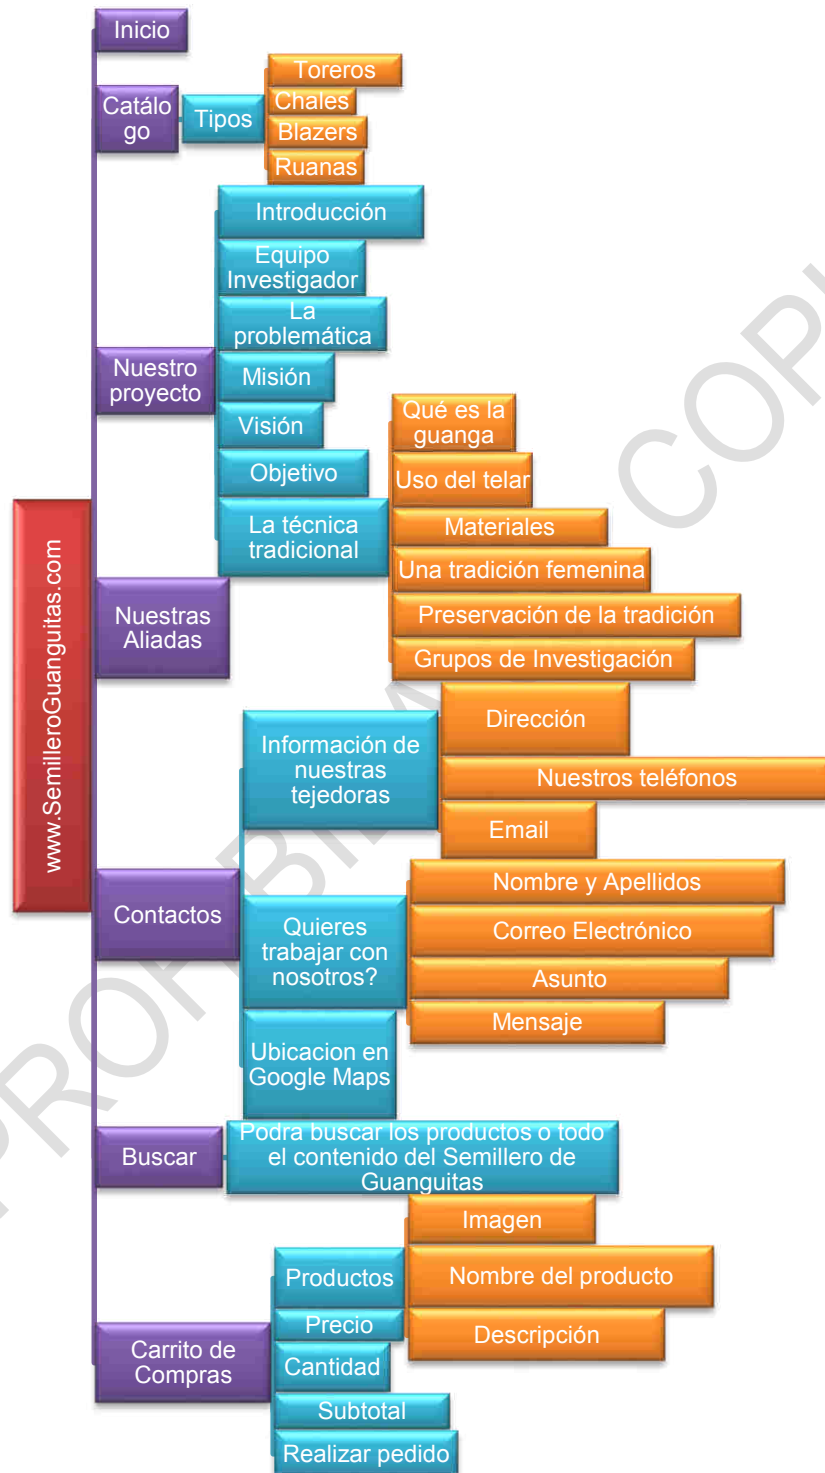 Inicio
Catálo
go
Tipos
Toreros
Chales
Blazers
Ruanas
Nuestro
proyecto
Introducción
Equipo
Investigador
La
problemática
Misión
Visión
Objetivo
La técnica
tradicional
Qué es la
guanga
Uso del telar
Materiales
Una tradición femenina
Preservación de la tradición
Grupos de Investigación
www.SemilleroGuanguitas.com
Nuestras
Aliadas
Contactos
Información de
nuestras
tejedoras
Dirección
Nuestros teléfonos
Email
Quieres
trabajar con
nosotros?
Nombre y Apellidos
Correo Electrónico
Asunto
Mensaje
Ubicacion en
Google Maps
Buscar
Podra buscar los productos o todo
el contenido del Semillero de
Guanguitas
Carrito de
Compras
Productos
Imagen
Nombre del producto
Descripción
Precio
Cantidad
Subtotal
Realizar pedido